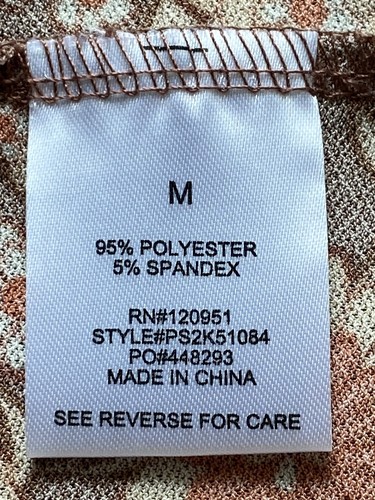 M
95% POLYESTER
5% SPANDEX
RN#120951
STYLE#PS2K51084
PO#448293
MADE IN CHINA
SEE REVERSE FOR CARE